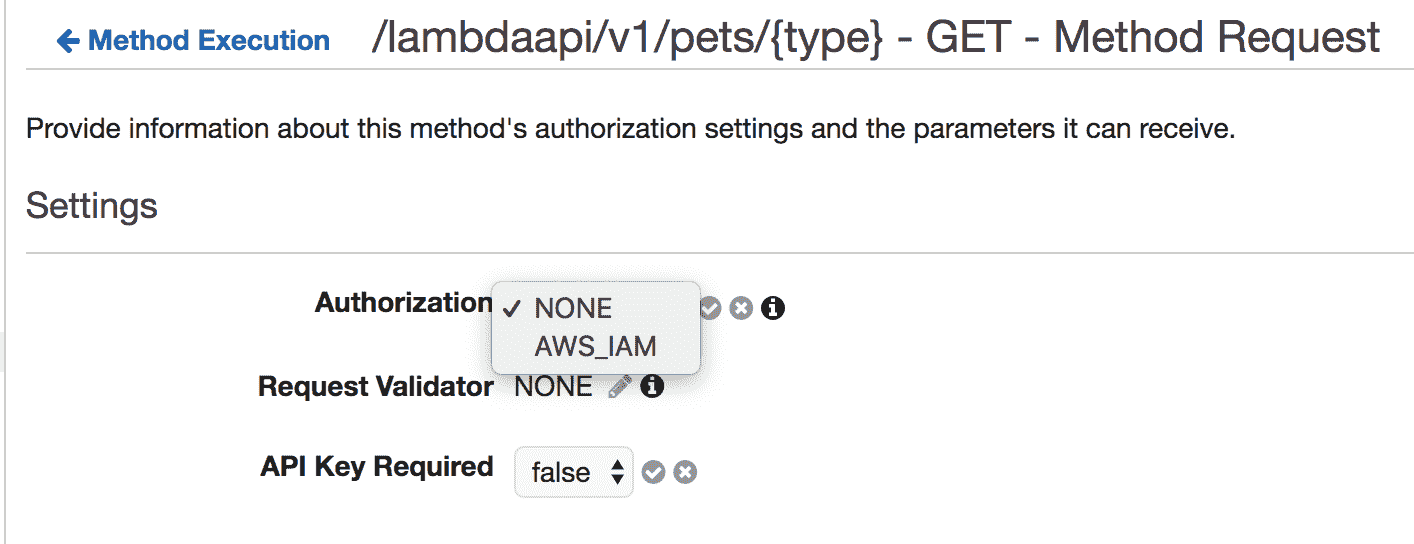 Method Execution /lambdaapi/v1/pets/{type} - GET - Method Request
Provide information about this method's authorization settings and the parameters it can receive.
Settings
Authorization NONE
AWS_IAM
Request Validator NONE
API Key Required false